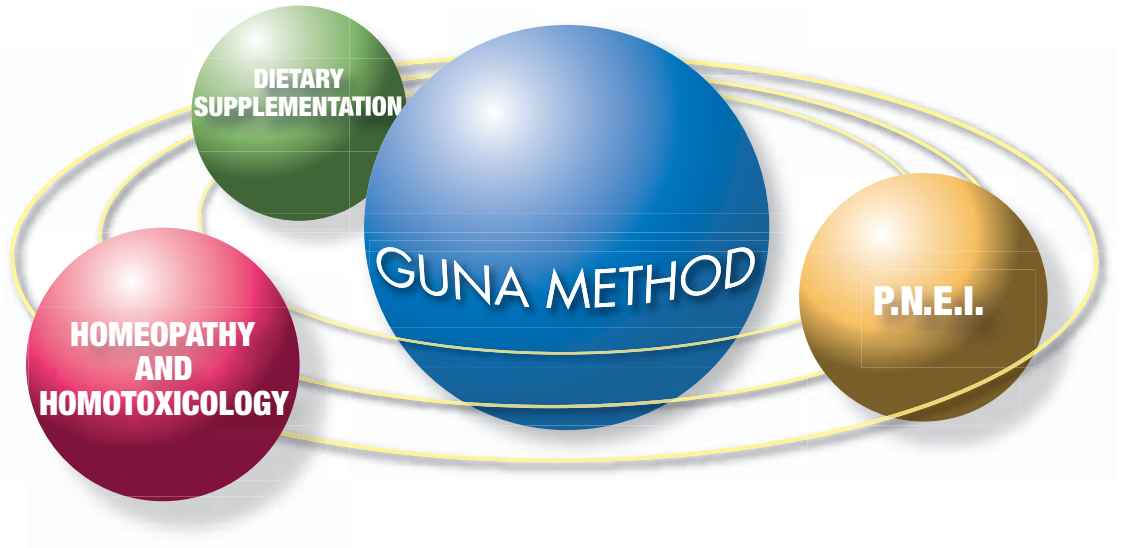 DIETARY
SUPPLEMENTATION
GUNA METHOD
P.N.E.I.
HOMEOPATHY
AND
HOMOTOXICOLOGY